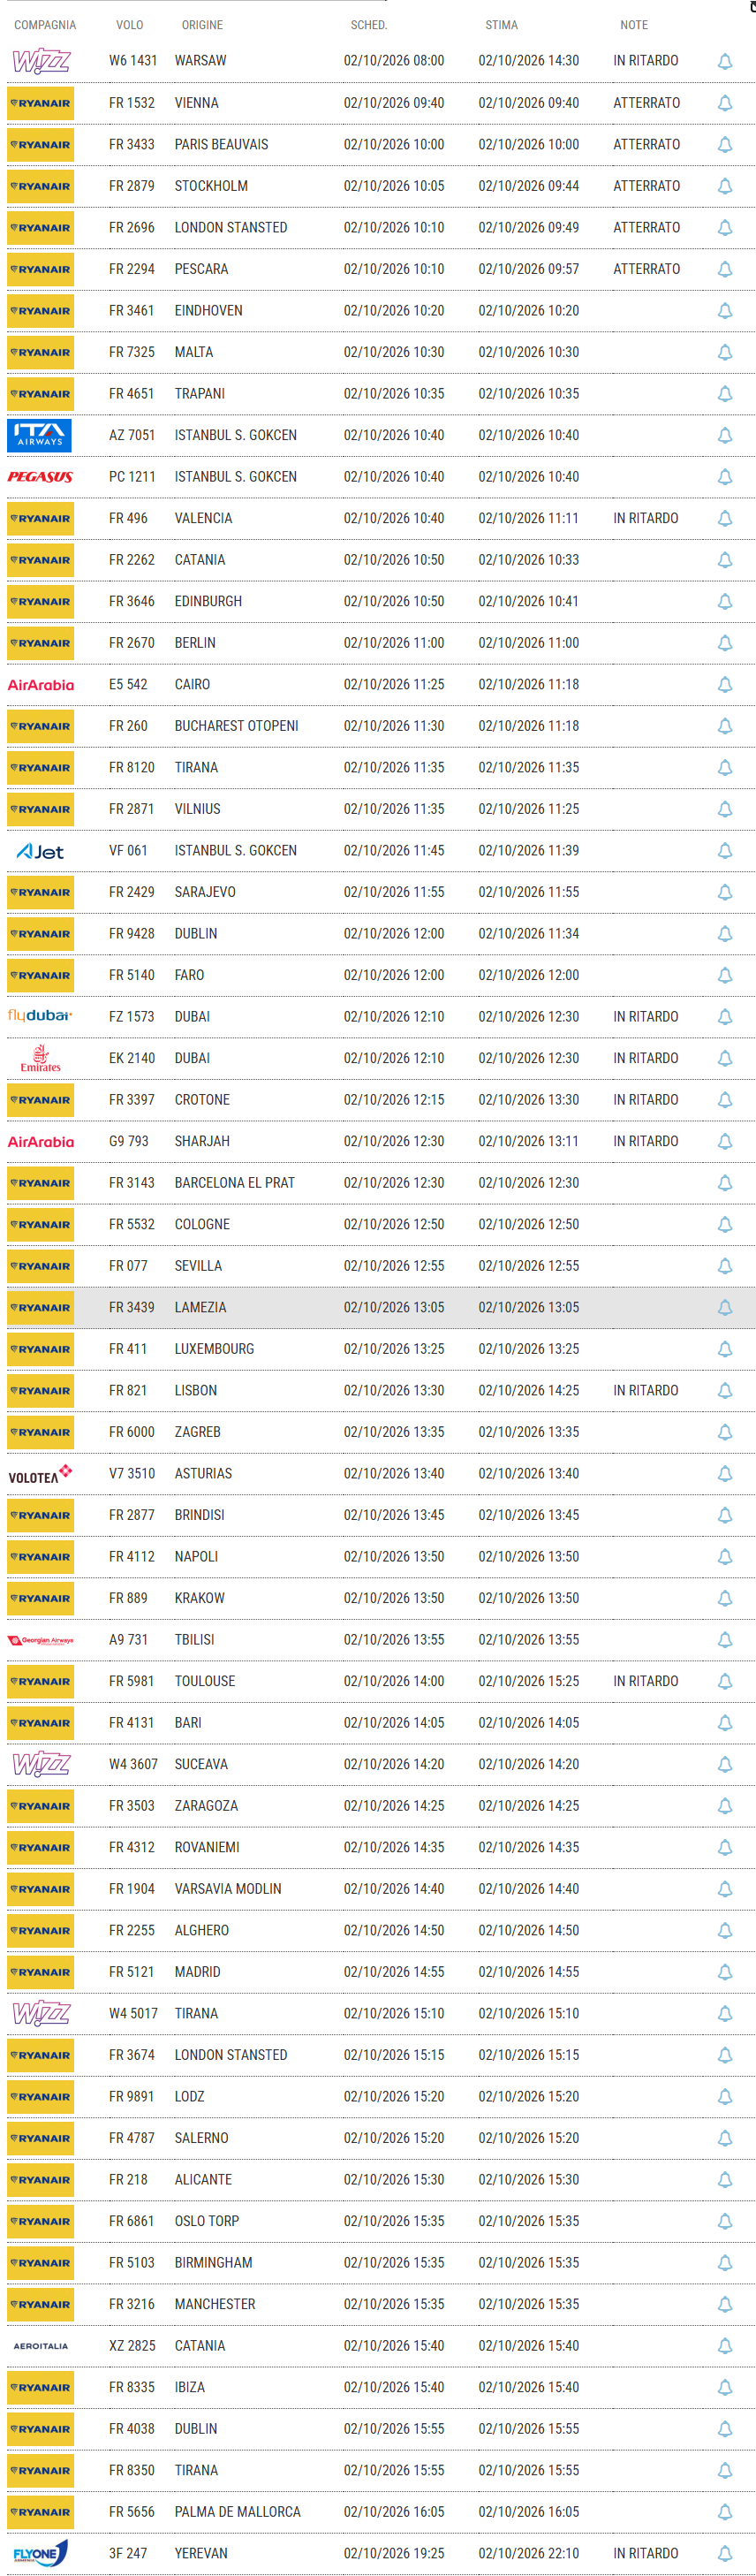 COMPAGNIA VOLO ORIGINE SCHED. STIMA NOTE
WIZZ W6 1431 WARSAW 02/10/2026 08:00 02/10/2026 14:30 IN RITARDO
RYANAIR FR 1532 VIENNA 02/10/2026 09:40 02/10/2026 09:40 ATTERRATO
RYANAIR FR 3433 PARIS BEAUVAIS 02/10/2026 10:00 02/10/2026 10:00 ATTERRATO
RYANAIR FR 2879 STOCKHOLM 02/10/2026 10:05 02/10/2026 09:44 ATTERRATO
RYANAIR FR 2696 LONDON STANSTED 02/10/2026 10:10 02/10/2026 09:49 ATTERRATO
RYANAIR FR 2294 PESCARA 02/10/2026 10:10 02/10/2026 09:57 ATTERRATO
RYANAIR FR 3461 EINDHOVEN 02/10/2026 10:20 02/10/2026 10:20
RYANAIR FR 7325 MALTA 02/10/2026 10:30 02/10/2026 10:30
RYANAIR FR 4651 TRAPANI 02/10/2026 10:35 02/10/2026 10:35
ITA AIRWAYS AZ 7051 ISTANBUL S. GOKCEN 02/10/2026 10:40 02/10/2026 10:40
PEGASUS PC 1211 ISTANBUL S. GOKCEN 02/10/2026 10:40 02/10/2026 10:40
RYANAIR FR 496 VALENCIA 02/10/2026 10:40 02/10/2026 11:11 IN RITARDO
RYANAIR FR 2262 CATANIA 02/10/2026 10:50 02/10/2026 10:33
RYANAIR FR 3646 EDINBURGH 02/10/2026 10:50 02/10/2026 10:41
RYANAIR FR 2670 BERLIN 02/10/2026 11:00 02/10/2026 11:00
AirArabia E5 542 CAIRO 02/10/2026 11:25 02/10/2026 11:18
RYANAIR FR 260 BUCHAREST OTOPENI 02/10/2026 11:30 02/10/2026 11:18
RYANAIR FR 8120 TIRANA 02/10/2026 11:35 02/10/2026 11:35
RYANAIR FR 2871 VILNIUS 02/10/2026 11:35 02/10/2026 11:25
AJet VF 061 ISTANBUL S. GOKCEN 02/10/2026 11:45 02/10/2026 11:39
RYANAIR FR 2429 SARAJEVO 02/10/2026 11:55 02/10/2026 11:55
RYANAIR FR 9428 DUBLIN 02/10/2026 12:00 02/10/2026 11:34
RYANAIR FR 5140 FARO 02/10/2026 12:00 02/10/2026 12:00
flydubai FZ 1573 DUBAI 02/10/2026 12:10 02/10/2026 12:30 IN RITARDO
Emirates EK 2140 DUBAI 02/10/2026 12:10 02/10/2026 12:30 IN RITARDO
RYANAIR FR 3397 CROTONE 02/10/2026 12:15 02/10/2026 13:30 IN RITARDO
AirArabia G9 793 SHARJAH 02/10/2026 12:30 02/10/2026 13:11 IN RITARDO
RYANAIR FR 3143 BARCELONA EL PRAT 02/10/2026 12:30 02/10/2026 12:30
RYANAIR FR 5532 COLOGNE 02/10/2026 12:50 02/10/2026 12:50
RYANAIR FR 077 SEVILLA 02/10/2026 12:55 02/10/2026 12:55
RYANAIR FR 3439 LAMEZIA 02/10/2026 13:05 02/10/2026 13:05
RYANAIR FR 411 LUXEMBOURG 02/10/2026 13:25 02/10/2026 13:25
RYANAIR FR 821 LISBON 02/10/2026 13:30 02/10/2026 14:25 IN RITARDO
RYANAIR FR 6000 ZAGREB 02/10/2026 13:35 02/10/2026 13:35
VOLOTEA V7 3510 ASTURIAS 02/10/2026 13:40 02/10/2026 13:40
RYANAIR FR 2877 BRINDISI 02/10/2026 13:45 02/10/2026 13:45
RYANAIR FR 4112 NAPOLI 02/10/2026 13:50 02/10/2026 13:50
RYANAIR FR 889 KRAKOW 02/10/2026 13:50 02/10/2026 13:50
Georgian Airways A9 731 TBILISI 02/10/2026 13:55 02/10/2026 13:55
RYANAIR FR 5981 TOULOUSE 02/10/2026 14:00 02/10/2026 15:25 IN RITARDO
RYANAIR FR 4131 BARI 02/10/2026 14:05 02/10/2026 14:05
WIZZ W4 3607 SUCEAVA 02/10/2026 14:20 02/10/2026 14:20
RYANAIR FR 3503 ZARAGOZA 02/10/2026 14:25 02/10/2026 14:25
RYANAIR FR 4312 ROVANIEMI 02/10/2026 14:35 02/10/2026 14:35
RYANAIR FR 1904 VARSAVIA MODLIN 02/10/2026 14:40 02/10/2026 14:40
RYANAIR FR 2255 ALGHERO 02/10/2026 14:50 02/10/2026 14:50
RYANAIR FR 5121 MADRID 02/10/2026 14:55 02/10/2026 14:55
WIZZ W4 5017 TIRANA 02/10/2026 15:10 02/10/2026 15:10
RYANAIR FR 3674 LONDON STANSTED 02/10/2026 15:15 02/10/2026 15:15
RYANAIR FR 9891 LODZ 02/10/2026 15:20 02/10/2026 15:20
RYANAIR FR 4787 SALERNO 02/10/2026 15:20 02/10/2026 15:20
RYANAIR FR 218 ALICANTE 02/10/2026 15:30 02/10/2026 15:30
RYANAIR FR 6861 OSLO TORP 02/10/2026 15:35 02/10/2026 15:35
RYANAIR FR 5103 BIRMINGHAM 02/10/2026 15:35 02/10/2026 15:35
RYANAIR FR 3216 MANCHESTER 02/10/2026 15:35 02/10/2026 15:35
AEROITALIA XZ 2825 CATANIA 02/10/2026 15:40 02/10/2026 15:40
RYANAIR FR 8335 IBIZA 02/10/2026 15:40 02/10/2026 15:40
RYANAIR FR 4038 DUBLIN 02/10/2026 15:55 02/10/2026 15:55
RYANAIR FR 8350 TIRANA 02/10/2026 15:55 02/10/2026 15:55
RYANAIR FR 5656 PALMA DE MALLORCA 02/10/2026 16:05 02/10/2026 16:05
FLYONE 3F 247 YEREVAN 02/10/2026 19:25 02/10/2026 22:10 IN RITARDO